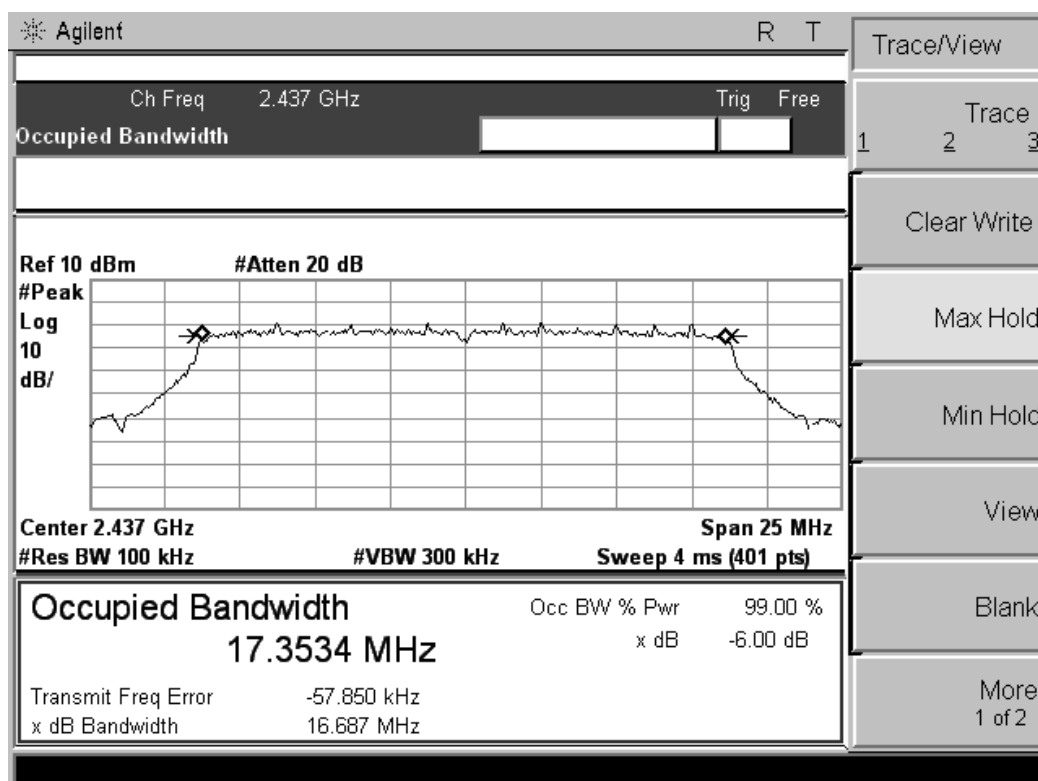 Agilent R T
Trace/View
Ch Freq 2.437 GHz Trig Free
Occupied Bandwidth
Trace
1 2 3
Clear Write
Ref 10 dBm #Atten 20 dB
#Peak
Log
10
dB/
Max Hold
Min Hold
View
Center 2.437 GHz Span 25 MHz
#Res BW 100 kHz #VBW 300 kHz Sweep 4 ms (401 pts)
Occupied Bandwidth
17.3534 MHz
Occ BW % Pwr 99.00 %
x dB -6.00 dB
Transmit Freq Error -57.850 kHz
x dB Bandwidth 16.687 MHz
Blank
More
1 of 2